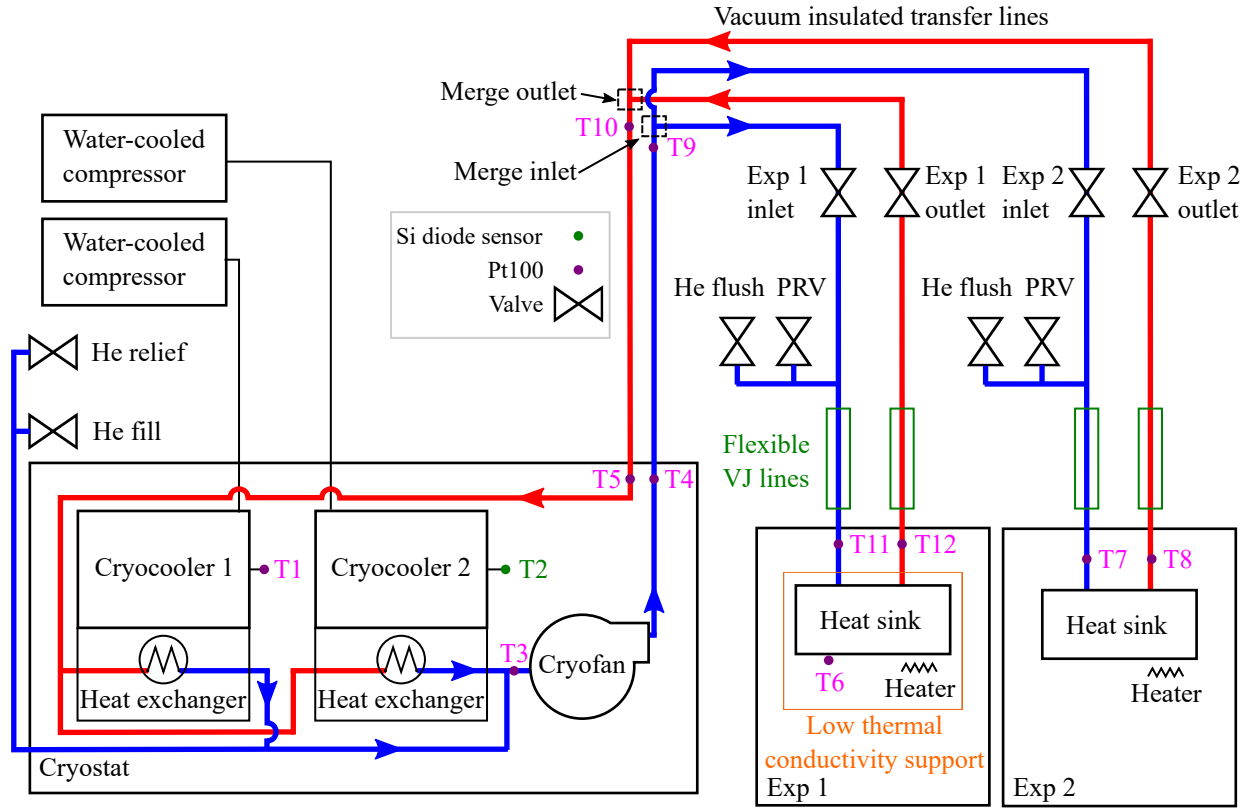 Vacuum insulated transfer lines
Merge outlet
T10
T9
Merge inlet
Water-cooled
compressor
Water-cooled
compressor
Exp 1
inlet
Exp 1
outlet
Exp 2
inlet
Exp 2
outlet
Si diode sensor
Pt100
Valve
He flush PRV
He flush PRV
He relief
He fill
Flexible
VJ lines
T5
T4
T11
T12
T7
T8
Cryocooler 1
T1
Cryocooler 2
T2
Heat sink
Heat sink
T3
Cryofan
T6
Heater
Heater
Heat exchanger
Heat exchanger
Low thermal
conductivity support
Cryostat
Exp 1
Exp 2